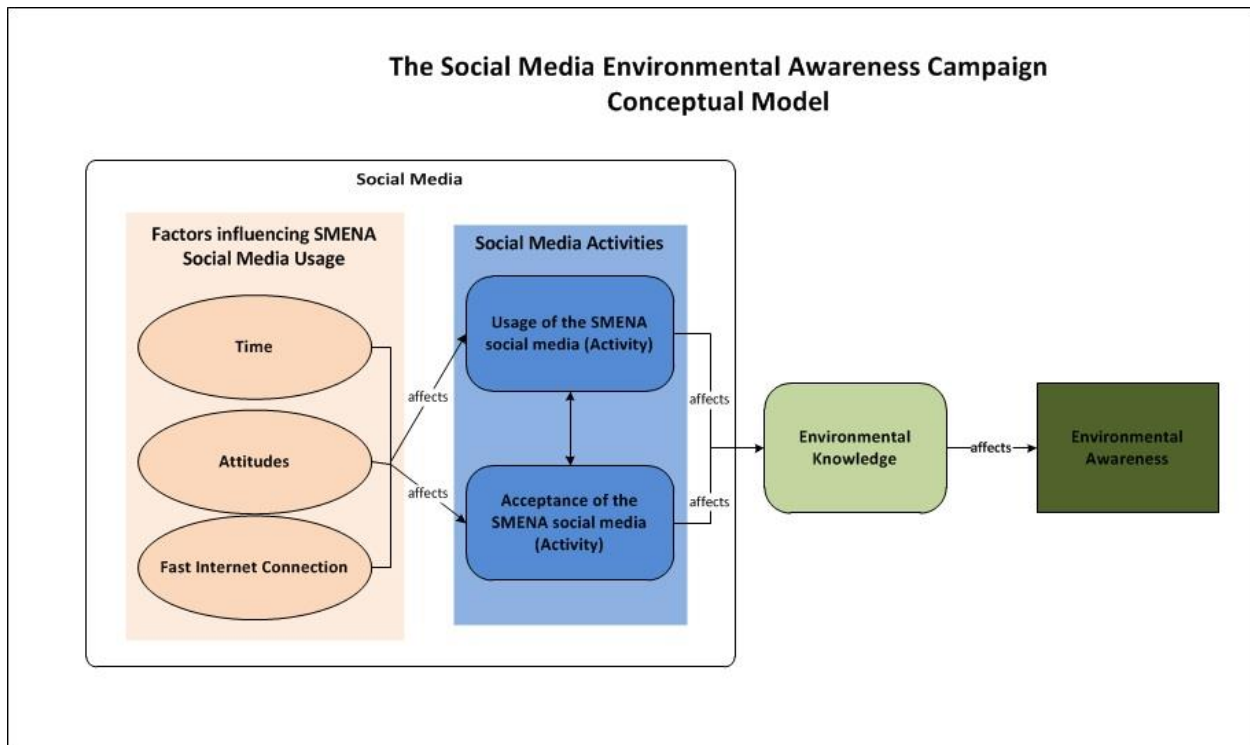 The Social Media Environmental Awareness Campaign
Conceptual Model
Social Media
Factors influencing SMENA
Social Media Usage
Time
Attitudes
Fast Internet Connection
affects
affects
Social Media Activities
Usage of the SMENA
social media (Activity)
Acceptance of the
SMENA social media
(Activity)
affects
affects
Environmental
Knowledge
affects
Environmental
Awareness